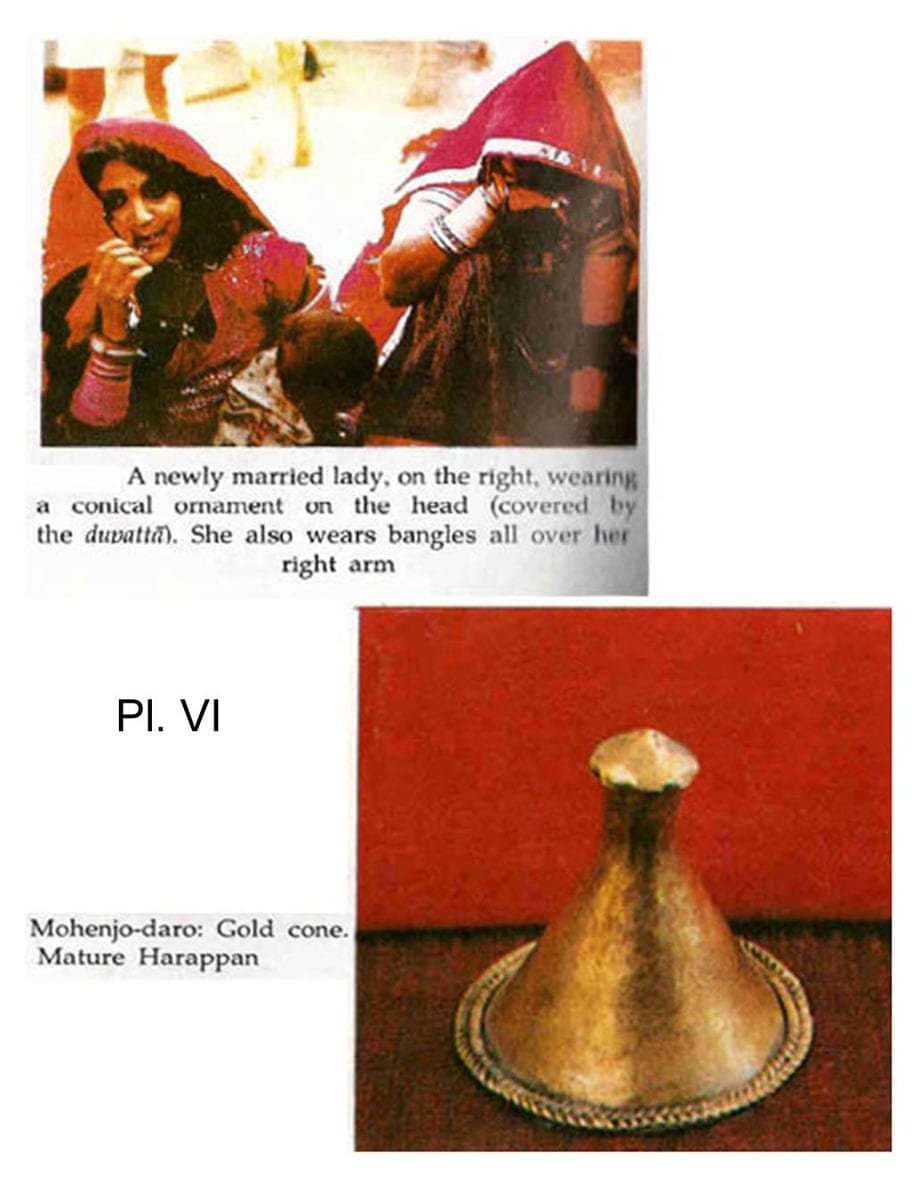 A newly married lady, on the right, wearing
a conical ornament on the head (covered by
the dupattā). She also wears bangles all over her
right arm
Pl. VI
Mohenjo-daro: Gold cone.
Mature Harappan